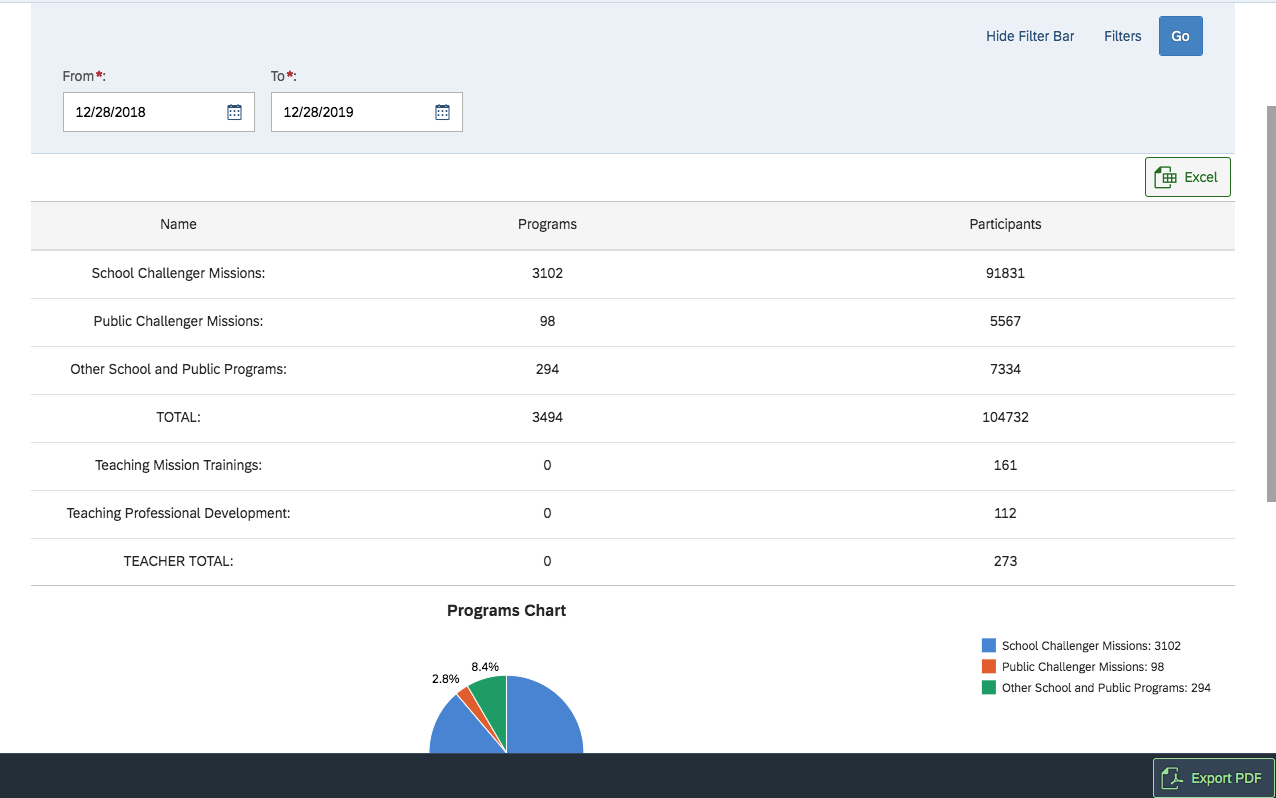 Hide Filter Bar Filters Go
From*: To*:
12/28/2018 12/28/2019
Excel
Name Programs Participants
School Challenger Missions: 3102 91831
Public Challenger Missions: 98 5567
Other School and Public Programs: 294 7334
TOTAL: 3494 104732
Teaching Mission Trainings: 0 161
Teaching Professional Development: 0 112
TEACHER TOTAL: 0 273
Programs Chart
School Challenger Missions: 3102
Public Challenger Missions: 98
Other School and Public Programs: 294
8.4%
2.8%
Export PDF